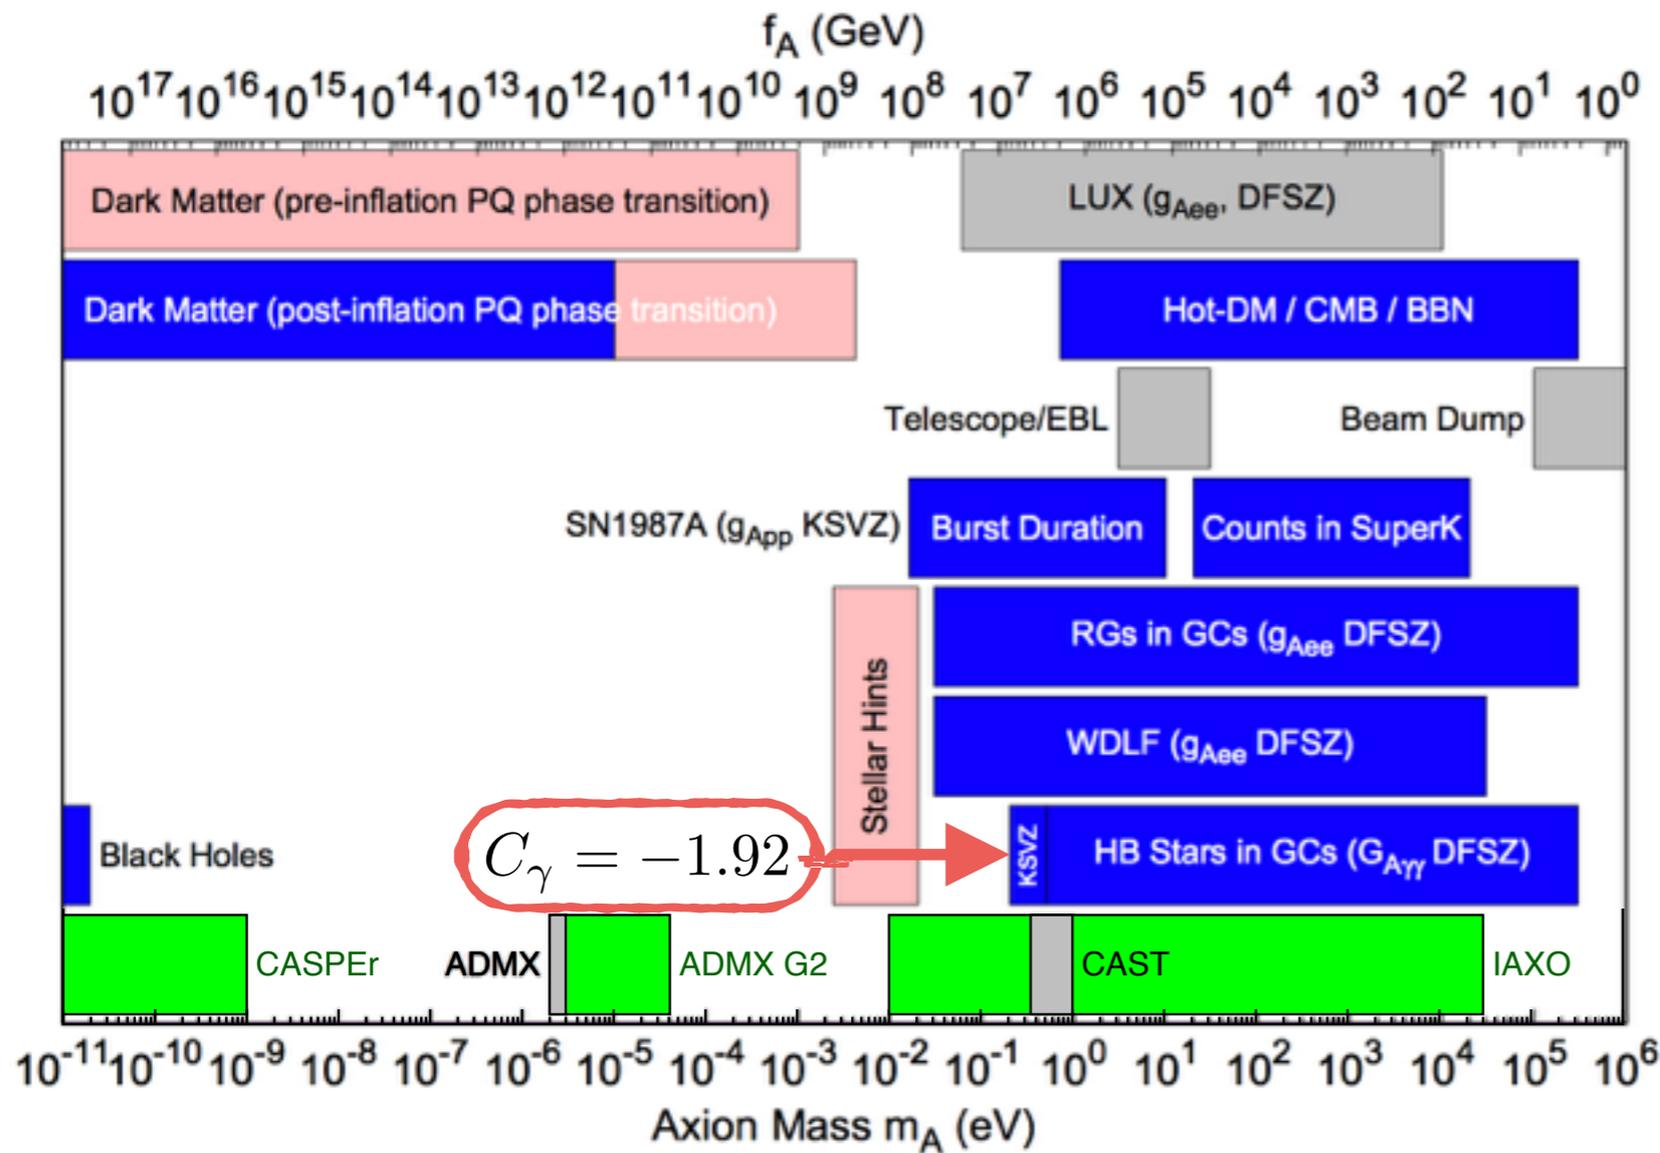 f_A (GeV)
10^17 10^16 10^15 10^14 10^13 10^12 10^11 10^10 10^9 10^8 10^7 10^6 10^5 10^4 10^3 10^2 10^1 10^0
Dark Matter (pre-inflation PQ phase transition)
LUX (g_Aee, DFSZ)
Dark Matter (post-inflation PQ phase transition)
Hot-DM / CMB / BBN
Telescope/EBL
Beam Dump
SN1987A (g_App KSVZ)
Burst Duration
Counts in SuperK
RGs in GCs (g_Aee DFSZ)
Stellar Hints
WDLF (g_Aee DFSZ)
Black Holes
C_γ = −1.92
KSVZ
HB Stars in GCs (G_Aγγ DFSZ)
CASPEr
ADMX
ADMX G2
CAST
IAXO
10^-11 10^-10 10^-9 10^-8 10^-7 10^-6 10^-5 10^-4 10^-3 10^-2 10^-1 10^0 10^1 10^2 10^3 10^4 10^5 10^6
Axion Mass m_A (eV)